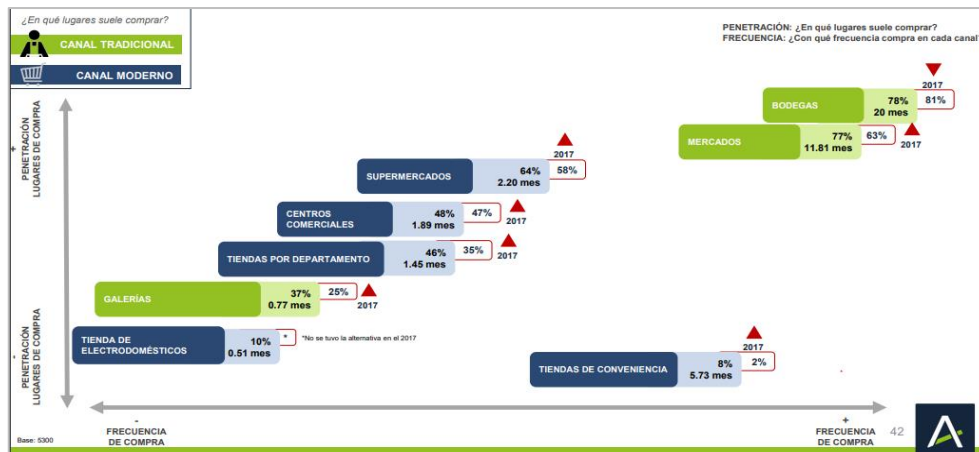 ¿En qué lugares suele comprar?
CANAL TRADICIONAL
CANAL MODERNO
PENETRACIÓN: ¿En qué lugares suele comprar?
FRECUENCIA: ¿Con qué frecuencia compra en cada canal?
+
PENETRACIÓN
LUGARES DE COMPRA
2017
BODEGAS
78%
20 mes
81%
MERCADOS
77%
11.81 mes
63%
2017
2017
SUPERMERCADOS
64%
2.20 mes
58%
CENTROS
COMERCIALES
48%
1.89 mes
47%
2017
TIENDAS POR DEPARTAMENTO
46%
1.45 mes
35%
2017
GALERÍAS
37%
0.77 mes
25%
2017
-
PENETRACIÓN
LUGARES DE COMPRA
TIENDA DE
ELECTRODOMÉSTICOS
10%
0.51 mes
*
*No se tuvo la alternativa en el 2017
2017
TIENDAS DE CONVENIENCIA
8%
5.73 mes
2%
-
FRECUENCIA
DE COMPRA
+
FRECUENCIA
DE COMPRA
42
Base: 5300